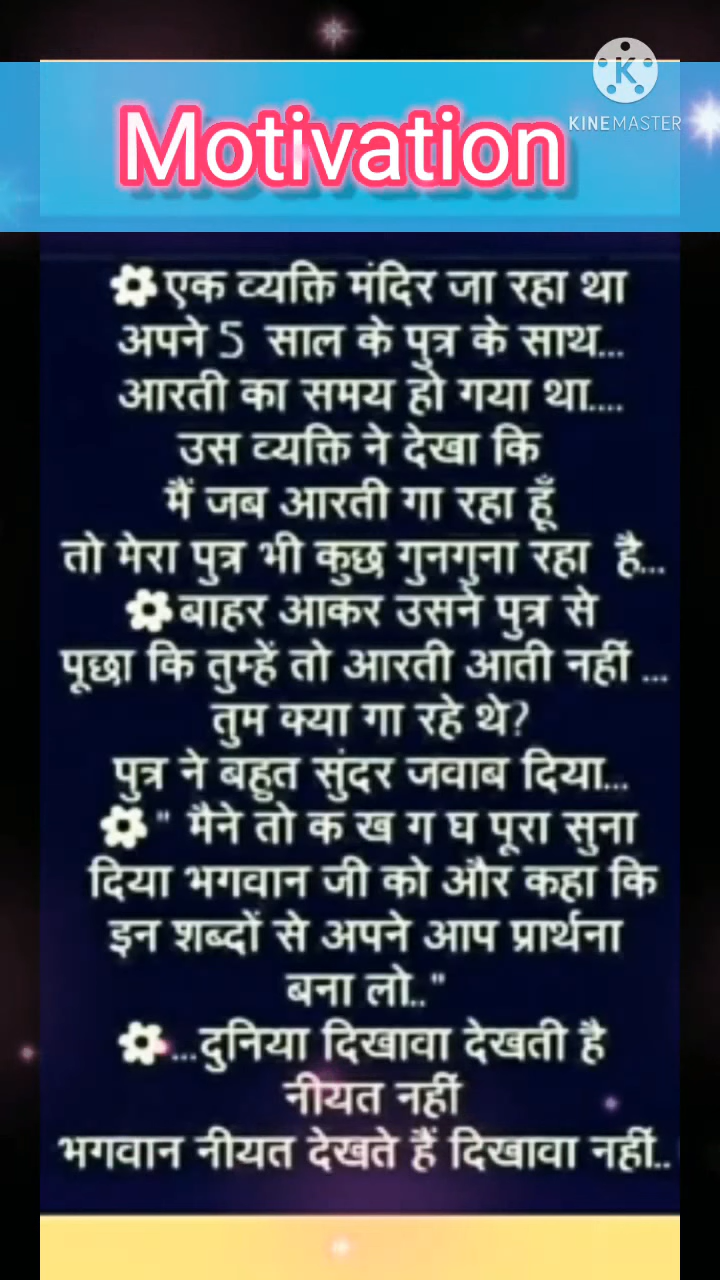 KINEMASTER
Motivation
एक व्यक्ति मंदिर जा रहा था
अपने 5 साल के पुत्र के साथ...
आरती का समय हो गया था....
उस व्यक्ति ने देखा कि
मैं जब आरती गा रहा हूँ
तो मेरा पुत्र भी कुछ गुनगुना रहा है...
बाहर आकर उसने पुत्र से
पूछा कि तुम्हें तो आरती आती नहीं ...
तुम क्या गा रहे थे?
पुत्र ने बहुत सुंदर जवाब दिया...
" मैने तो क ख ग घ पूरा सुना
दिया भगवान जी को और कहा कि
इन शब्दों से अपने आप प्रार्थना
बना लो.."
...दुनिया दिखावा देखती है
नीयत नहीं
भगवान नीयत देखते हैं दिखावा नहीं..